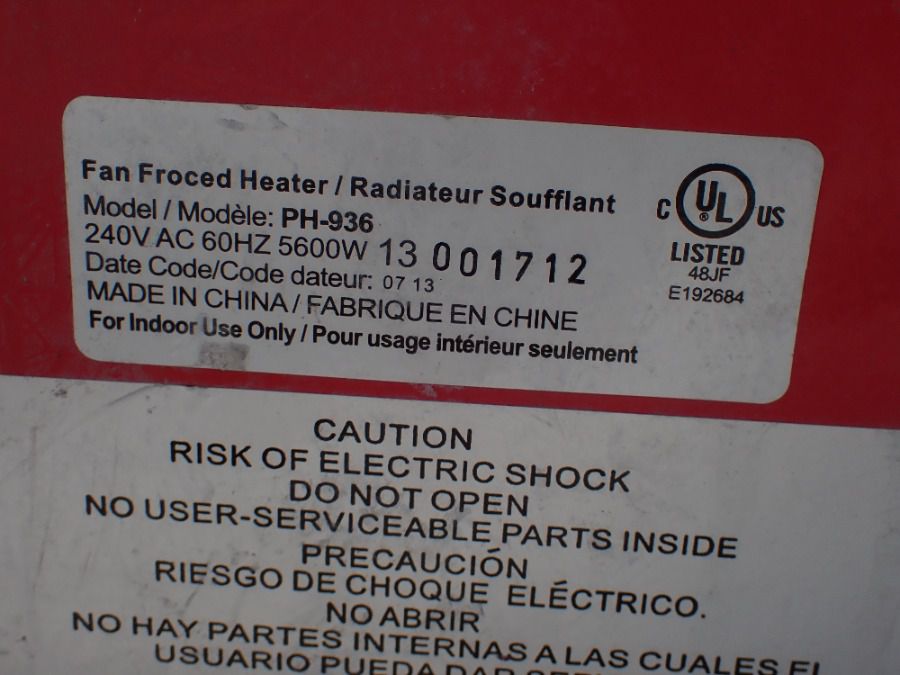 Fan Froced Heater / Radiateur Soufflant
Model / Modèle: PH-936
240V AC 60HZ 5600W 13 001712
Date Code/Code dateur: 07 13
MADE IN CHINA / FABRIQUE EN CHINE
For Indoor Use Only / Pour usage intérieur seulement
C UL ® US
LISTED
48JF
E192684
CAUTION
RISK OF ELECTRIC SHOCK
DO NOT OPEN
NO USER-SERVICEABLE PARTS INSIDE
PRECAUCIÓN
RIESGO DE CHOQUE ELÉCTRICO.
NO ABRIR
NO HAY PARTES INTERNAS A LAS CUALES EL
USUARIO PUEDA DAR